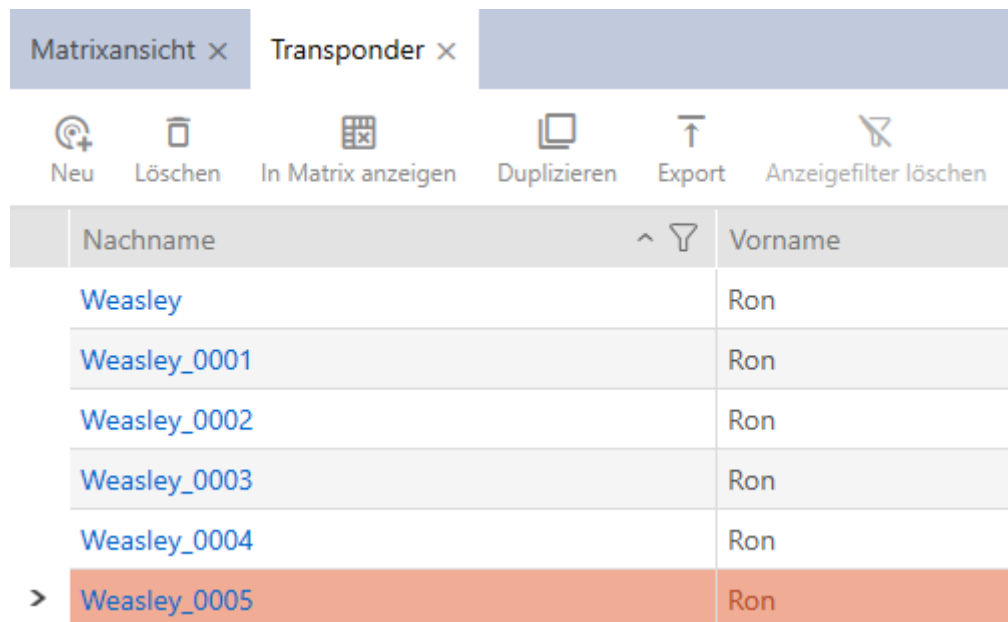 Matrixansicht × Transponder ×
Neu Löschen In Matrix anzeigen Duplizieren Export Anzeigefilter löschen
Nachname Vorname
Weasley Ron
Weasley_0001 Ron
Weasley_0002 Ron
Weasley_0003 Ron
Weasley_0004 Ron
Weasley_0005 Ron